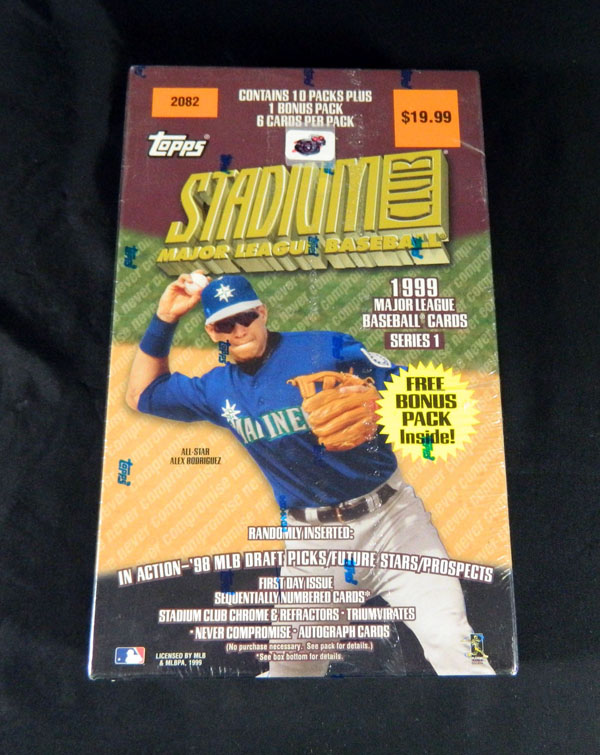 2082
CONTAINS 10 PACKS PLUS
1 BONUS PACK
6 CARDS PER PACK
$19.99
Topps
STADIUM CLUB
MAJOR LEAGUE BASEBALL
1999
MAJOR LEAGUE
BASEBALL® CARDS
SERIES 1
FREE
BONUS
PACK
Inside!
MARINE
ALL-STAR
ALEX RODRIGUEZ
RANDOMLY INSERTED:
IN ACTION–'98 MLB DRAFT PICKS/FUTURE STARS/PROSPECTS
FIRST DAY ISSUE
SEQUENTIALLY NUMBERED CARDS*
STADIUM CLUB CHROME & REFRACTORS · TRIUMVIRATES
· NEVER COMPROMISE · AUTOGRAPH CARDS
(No purchase necessary. See pack for details.)
*See box bottom for details.
LICENSED BY MLB
& MLBPA, 1999